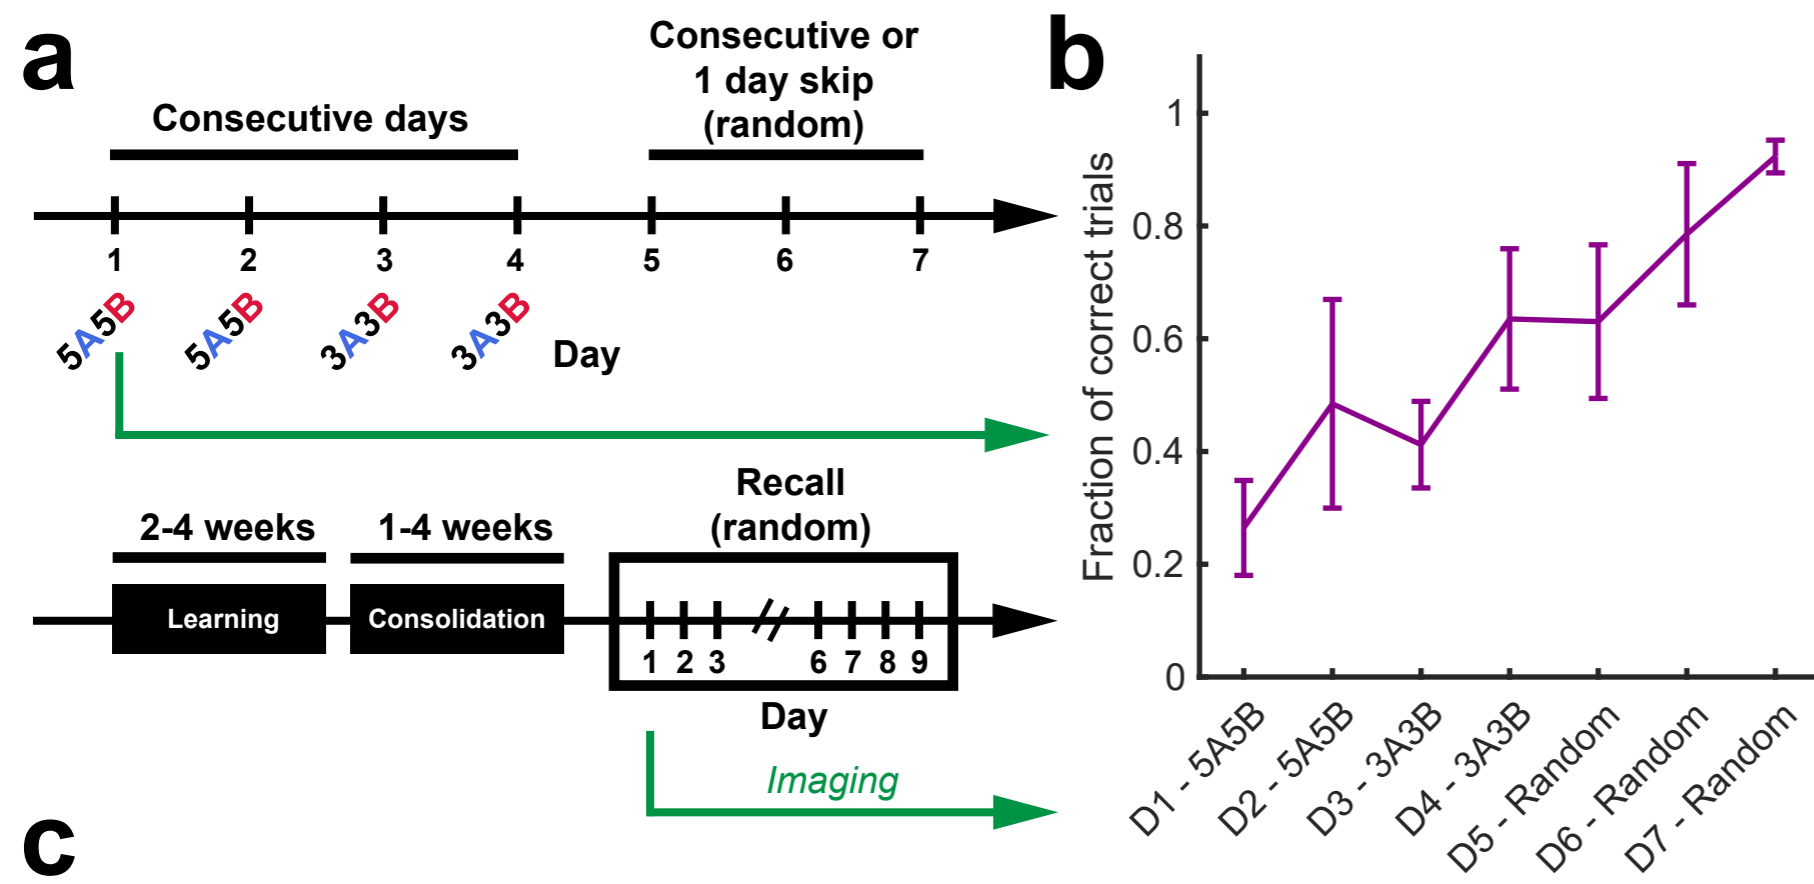 a
Consecutive days
Consecutive or
1 day skip
(random)
1 2 3 4 5 6 7
5A5B 5A5B 3A3B 3A3B
Day
2-4 weeks
1-4 weeks
Recall
(random)
Learning
Consolidation
1 2 3 6 7 8 9
Day
Imaging
b
Fraction of correct trials
1
0.8
0.6
0.4
0.2
0
D1 - 5A5B
D2 - 5A5B
D3 - 3A3B
D4 - 3A3B
D5 - Random
D6 - Random
D7 - Random
c